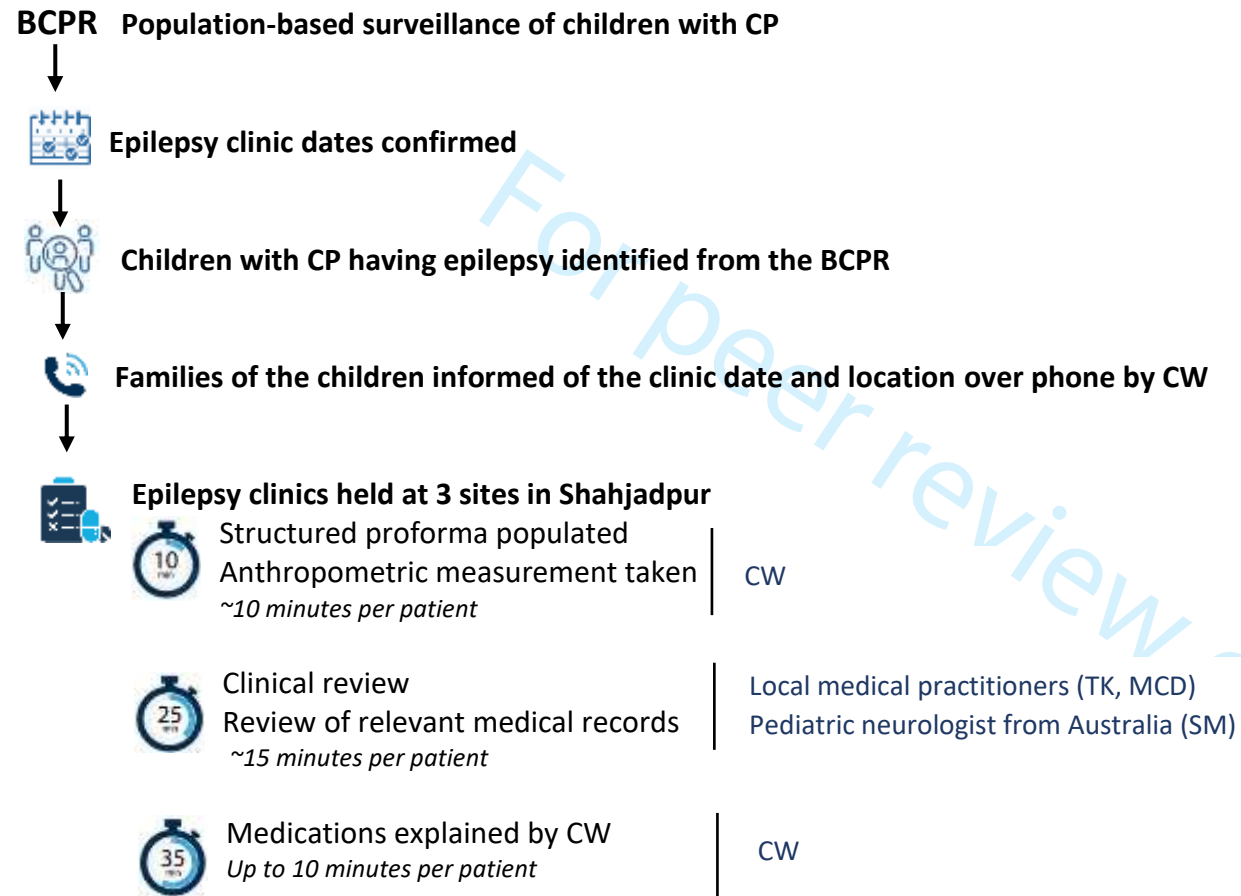 BCPR Population-based surveillance of children with CP
Epilepsy clinic dates confirmed
Children with CP having epilepsy identified from the BCPR
Families of the children informed of the clinic date and location over phone by CW
Epilepsy clinics held at 3 sites in Shahjadpur
10 min
Structured proforma populated
Anthropometric measurement taken
~10 minutes per patient
CW
25 min
Clinical review
Review of relevant medical records
~15 minutes per patient
Local medical practitioners (TK, MCD)
Pediatric neurologist from Australia (SM)
35 min
Medications explained by CW
Up to 10 minutes per patient
CW
For peer review